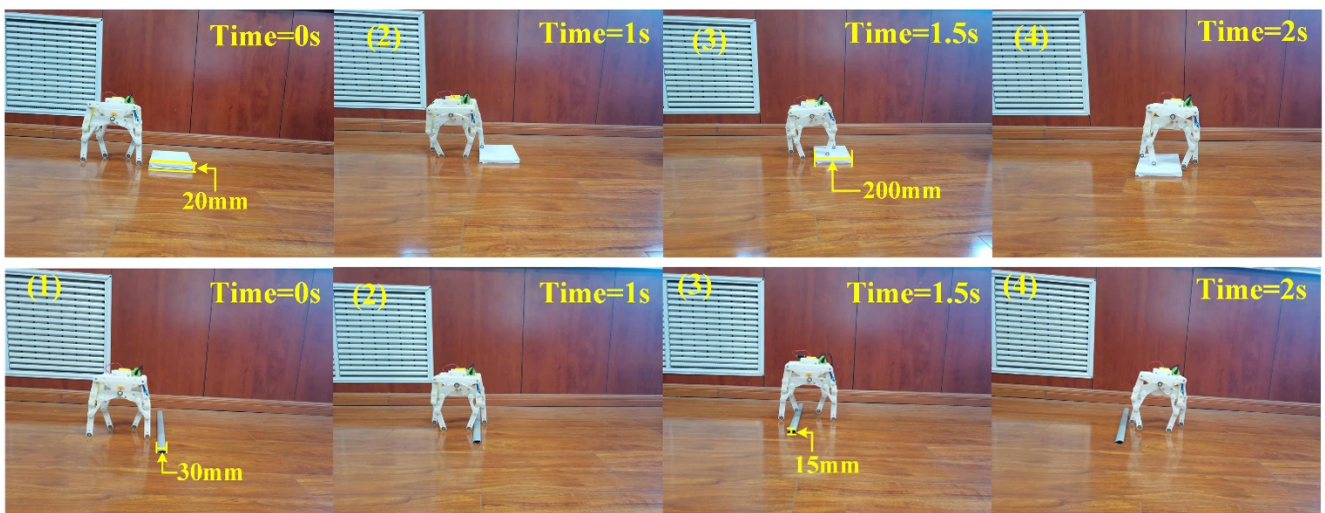 Time=0s
20mm
(2)
Time=1s
(3)
Time=1.5s
200mm
(4)
Time=2s
(1)
Time=0s
30mm
(2)
Time=1s
(3)
Time=1.5s
15mm
(4)
Time=2s